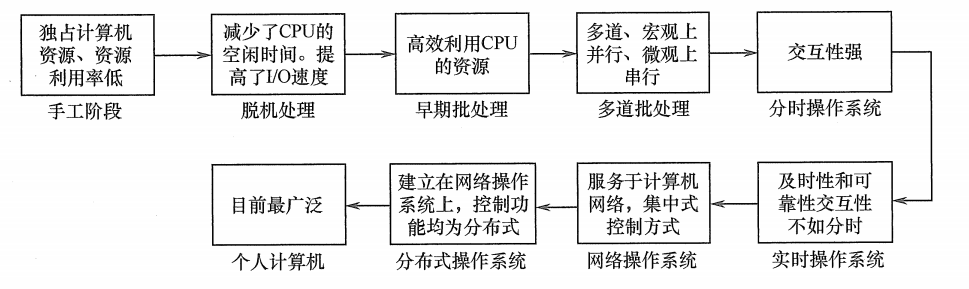 独占计算机
资源、资源
利用率低
手工阶段
减少了CPU的
空闲时间。提
高了I/O速度
脱机处理
高效利用CPU
的资源
早期批处理
多道、宏观上
并行、微观上
串行
多道批处理
交互性强
分时操作系统
及时性和可
靠性交互性
不如分时
实时操作系统
服务于计算机
网络，集中式
控制方式
网络操作系统
建立在网络操作
系统上，控制功
能均为分布式
分布式操作系统
目前最广泛
个人计算机